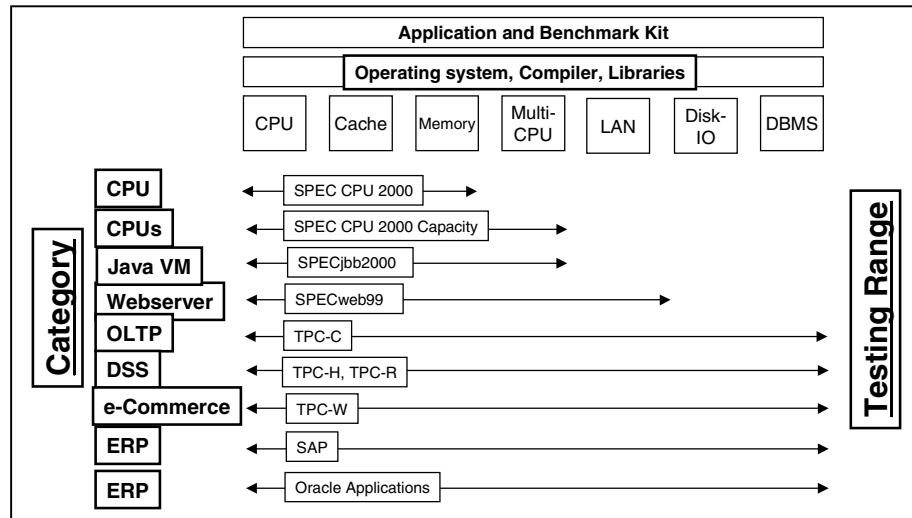 Application and Benchmark Kit
Operating system, Compiler, Libraries
CPU
Cache
Memory
Multi-
CPU
LAN
Disk-
IO
DBMS
Category
Testing Range
CPU
SPEC CPU 2000
CPUs
SPEC CPU 2000 Capacity
Java VM
SPECjbb2000
Webserver
SPECweb99
OLTP
TPC-C
DSS
TPC-H, TPC-R
e-Commerce
TPC-W
ERP
SAP
ERP
Oracle Applications